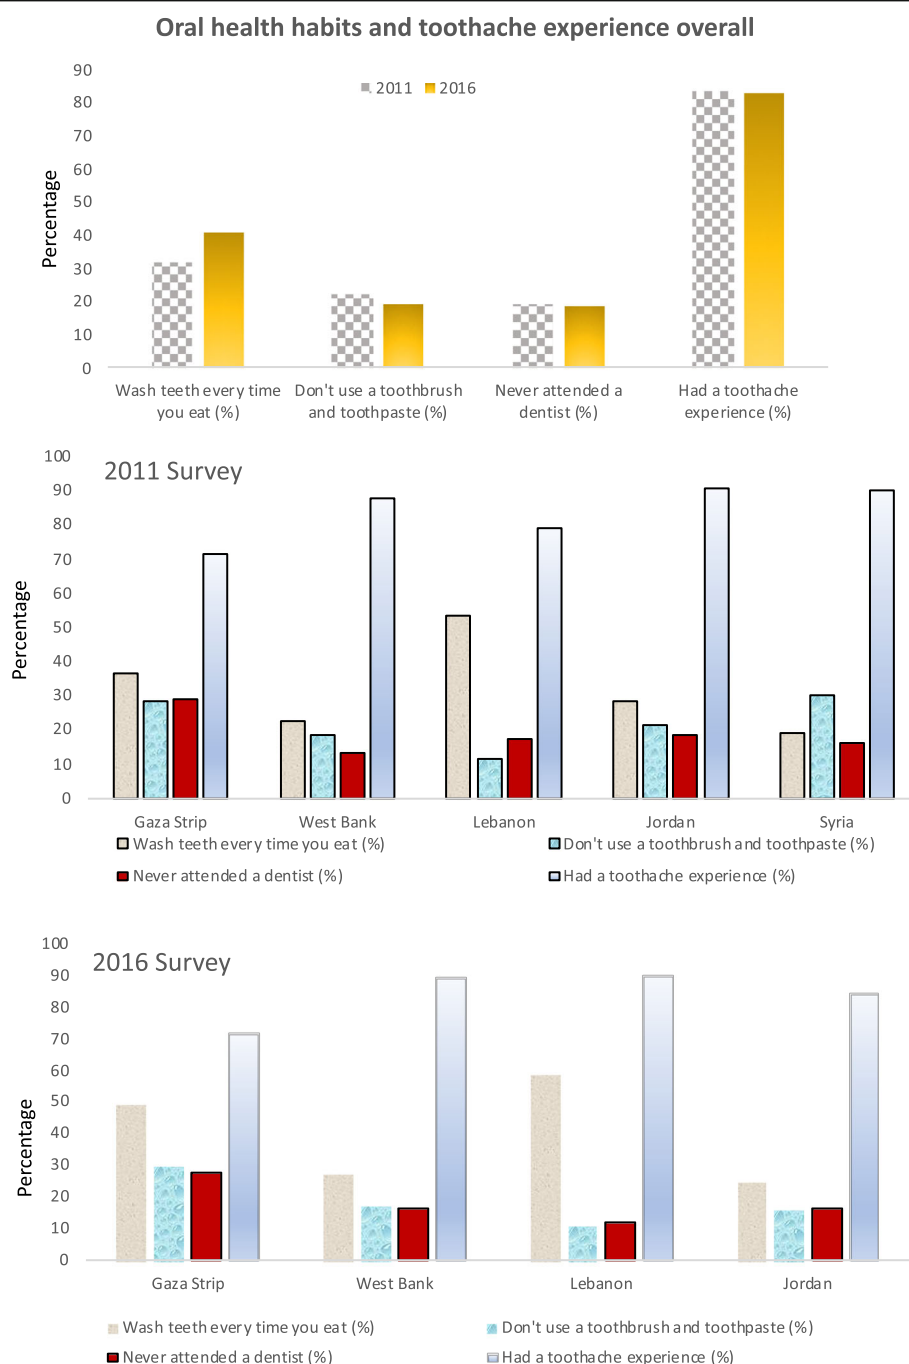 Oral health habits and toothache experience overall
90
80
70
60
50
40
30
20
10
0
Percentage
2011 2016
Wash teeth every time you eat (%)
Don't use a toothbrush and toothpaste (%)
Never attended a dentist (%)
Had a toothache experience (%)
2011 Survey
100
90
80
70
60
50
40
30
20
10
0
Percentage
Gaza Strip West Bank Lebanon Jordan Syria
Wash teeth every time you eat (%) Don't use a toothbrush and toothpaste (%)
Never attended a dentist (%) Had a toothache experience (%)
2016 Survey
100
90
80
70
60
50
40
30
20
10
0
Percentage
Gaza Strip West Bank Lebanon Jordan
Wash teeth every time you eat (%) Don't use a toothbrush and toothpaste (%)
Never attended a dentist (%) Had a toothache experience (%)